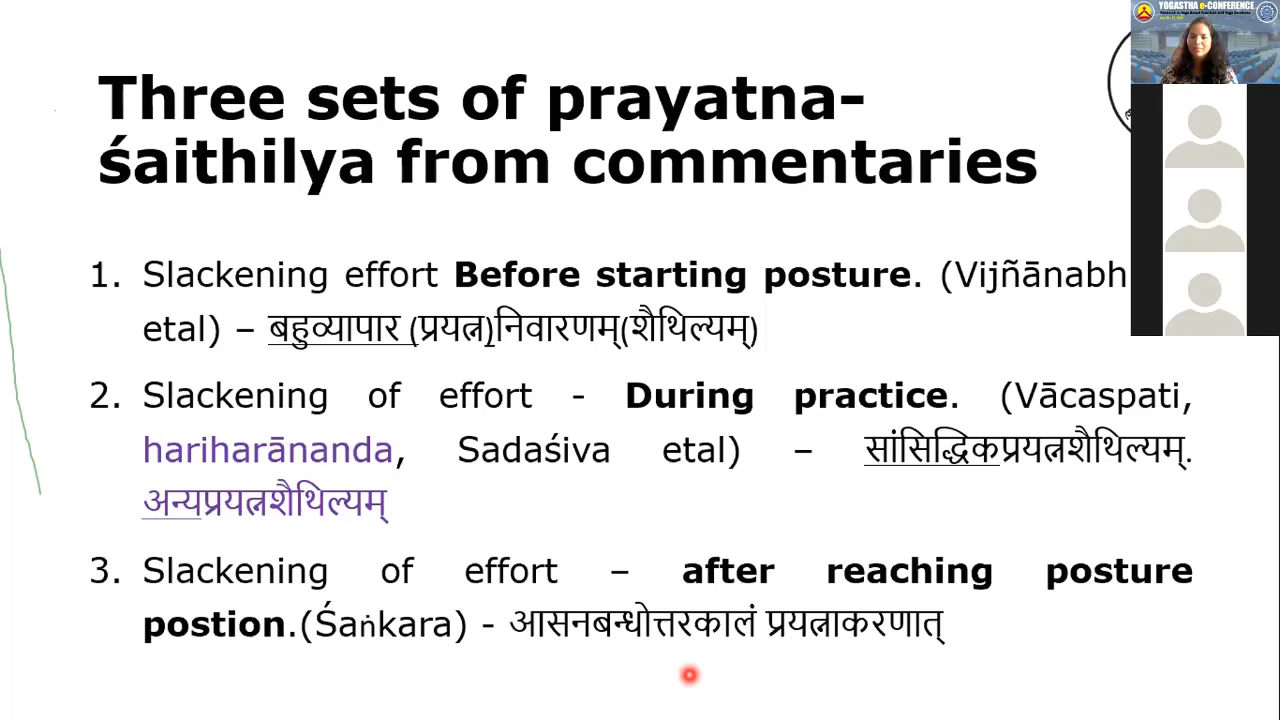 YOGASTHA e-CONFERENCE
Three sets of prayatna-
śaithilya from commentaries
1. Slackening effort Before starting posture. (Vijñānabh
etal) – बहुव्यापार (प्रयत्न)निवारणम्(शैथिल्यम्)
2. Slackening of effort - During practice. (Vācaspati,
hariharānanda, Sadaśiva etal) – सांसिद्धिकप्रयत्नशैथिल्यम्.
अन्यप्रयत्नशैथिल्यम्
3. Slackening of effort – after reaching posture
postion.(Śaṅkara) - आसनबन्धोत्तरकालं प्रयत्नाकरणात्